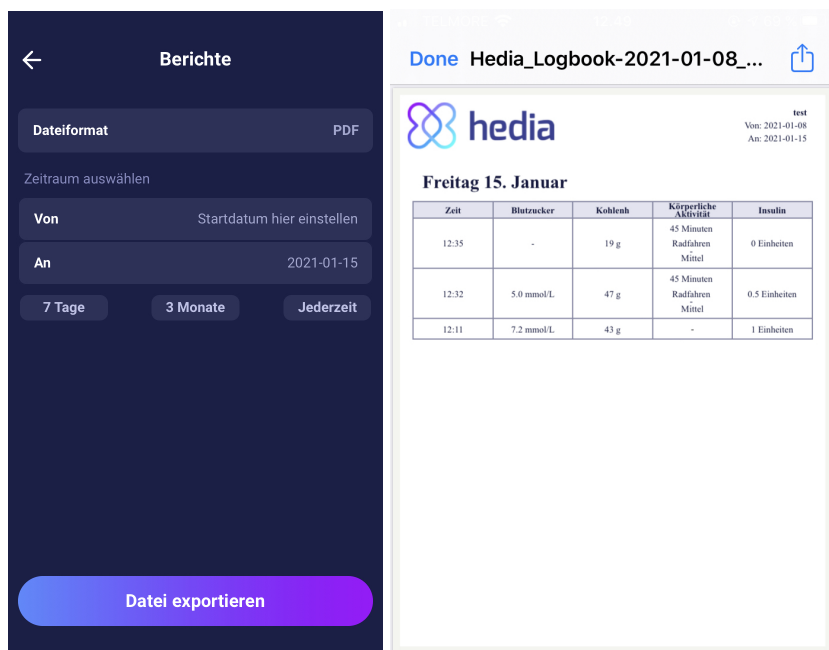 Berichte
Dateiformat PDF
Zeitraum auswählen
Von Startdatum hier einstellen
An 2021-01-15
7 Tage 3 Monate Jederzeit
Datei exportieren
Done Hedia_Logbook-2021-01-08_...
hedia
test
Von: 2021-01-08
An: 2021-01-15
Freitag 15. Januar
Zeit Blutzucker Kohlenh Körperliche Aktivität Insulin
12:35 - 19 g 45 Minuten Radfahren - Mittel 0 Einheiten
12:32 5.0 mmol/L 47 g 45 Minuten Radfahren - Mittel 0.5 Einheiten
12:11 7.2 mmol/L 43 g - 1 Einheiten